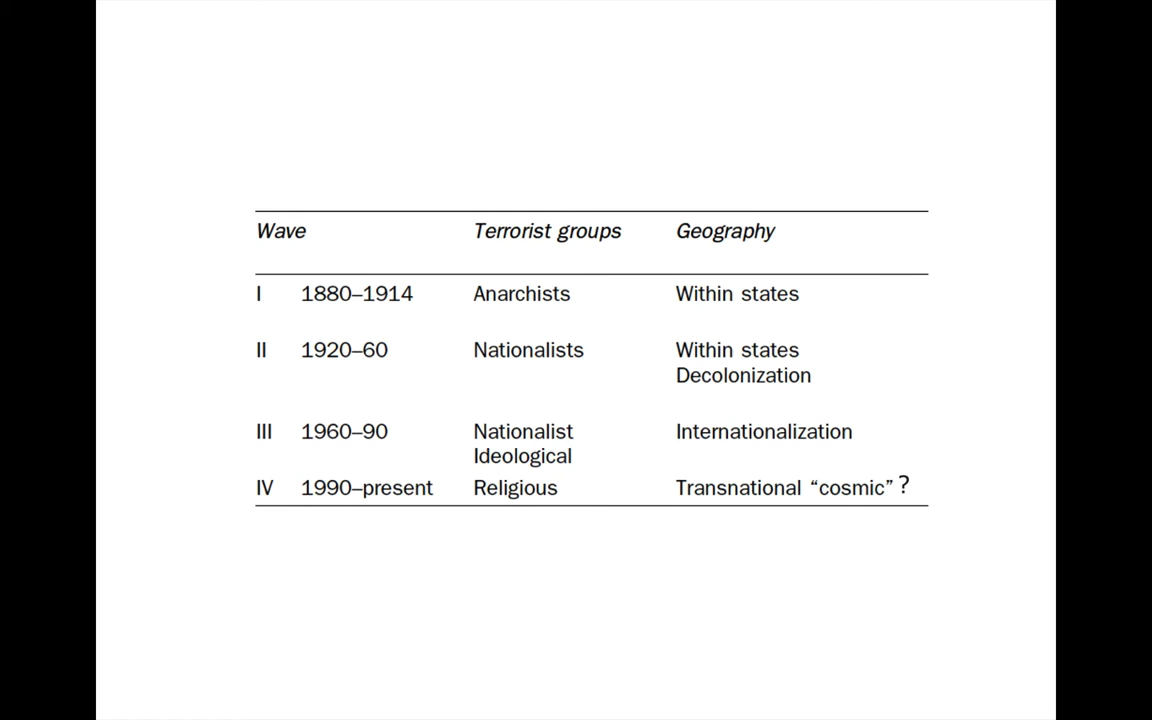 Wave Terrorist groups Geography
I 1880–1914 Anarchists Within states
II 1920–60 Nationalists Within states
Decolonization
III 1960–90 Nationalist Internationalization
Ideological
IV 1990–present Religious Transnational “cosmic” ?